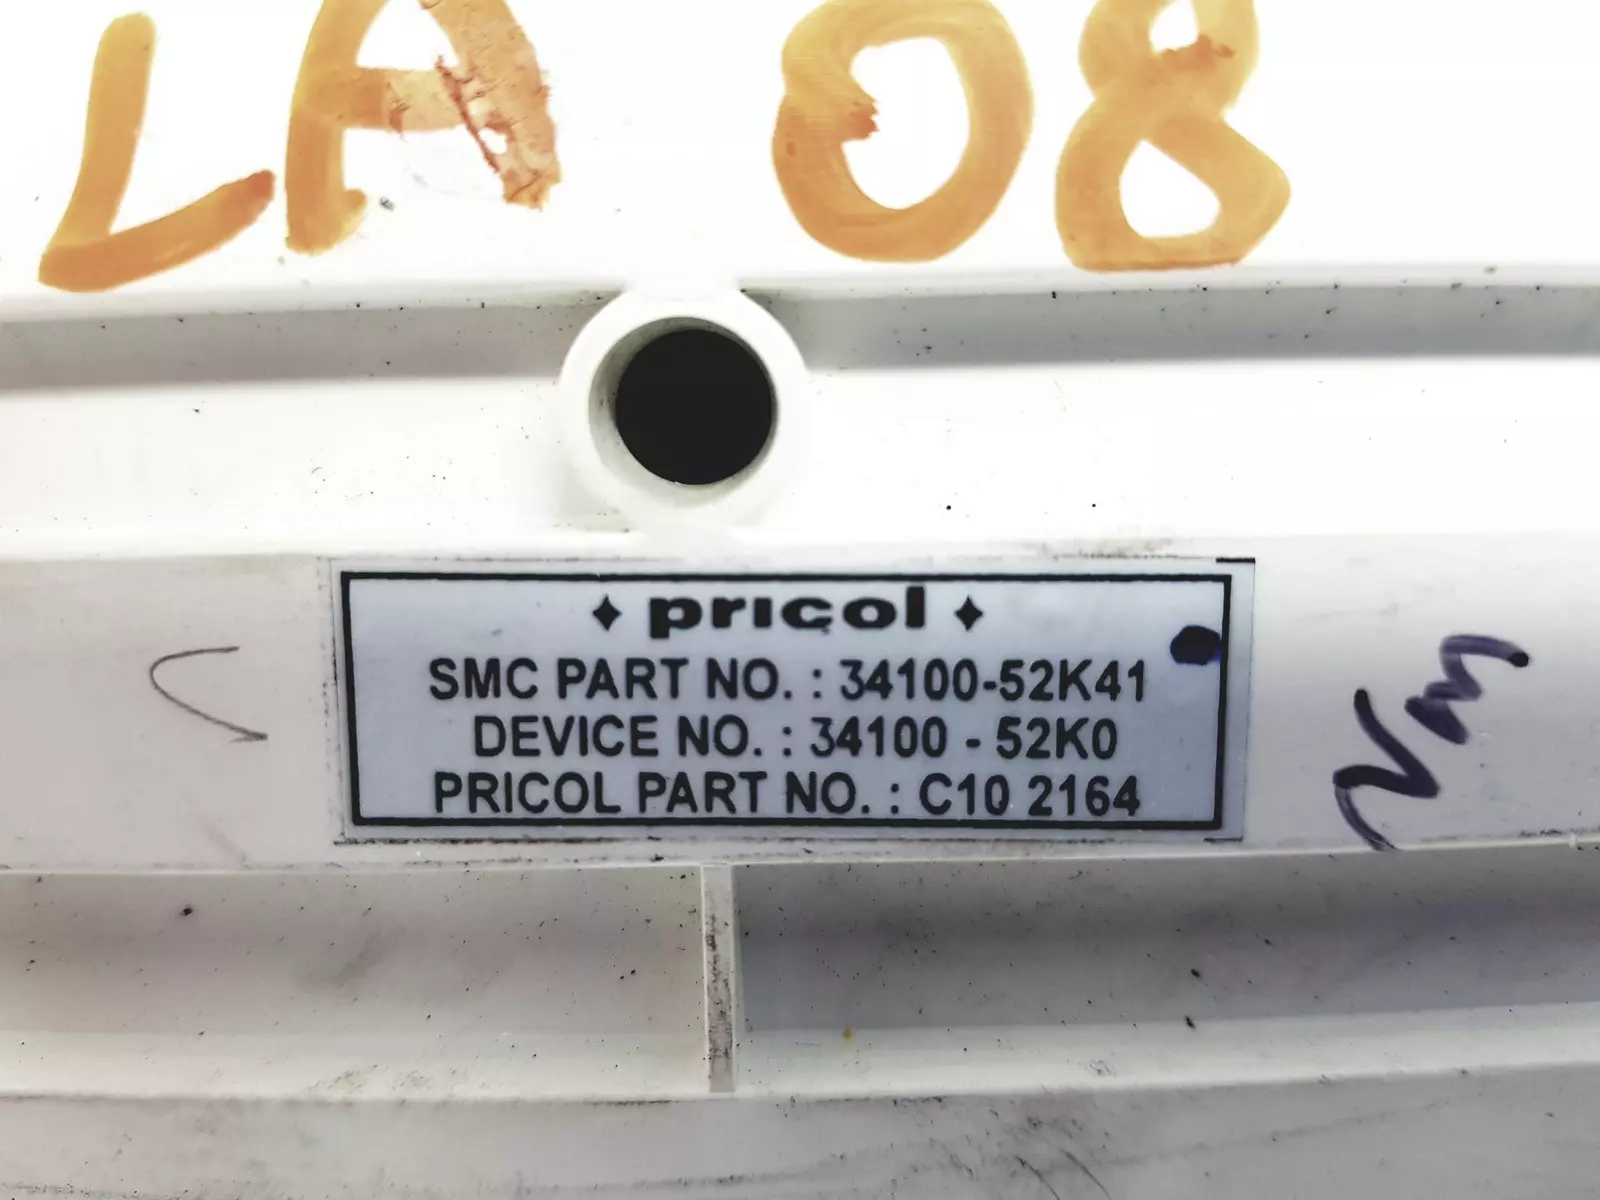 LA 08
pricol
SMC PART NO. : 34100-52K41
DEVICE NO. : 34100 - 52K0
PRICOL PART NO. : C10 2164